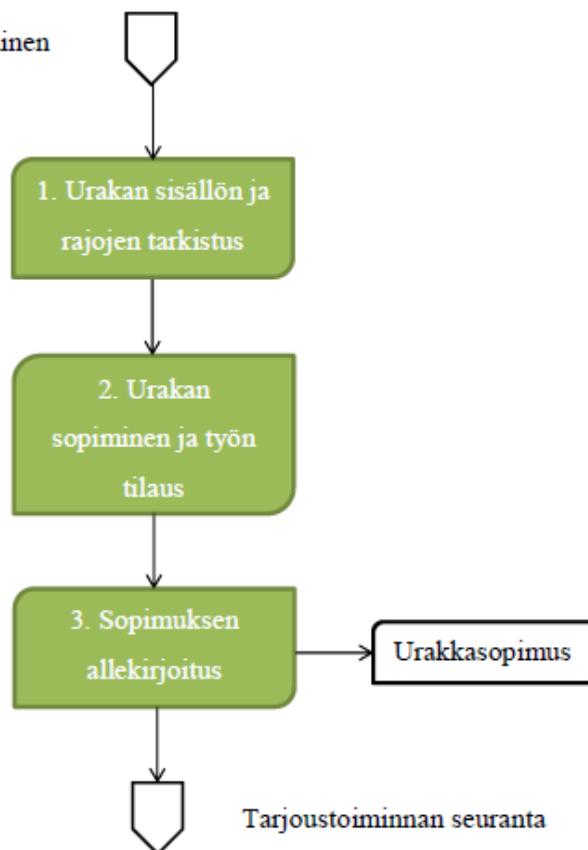 inen
1. Urakan sisällön ja
rajojen tarkistus
2. Urakan
sopiminen ja työn
tilaus
3. Sopimuksen
allekirjoitus
Urakkasopimus
Tarjoustoiminnan seuranta